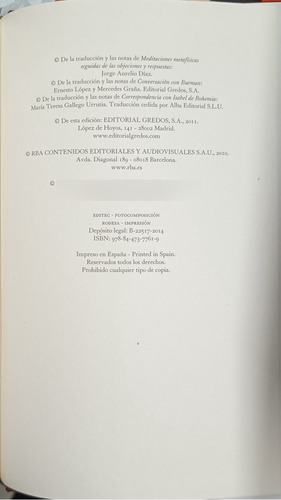 © De la traducción y las notas de Meditaciones metafísicas
seguidas de las objeciones y respuestas:
Jorge Aurelio Díaz.
© De la traducción y las notas de Conversación con Burman:
Ernesto López y Mercedes Graña. Editorial Gredos, S.A.
© De la traducción y las notas de Correspondencia con Isabel de Bohemia:
María Teresa Gallego Urrutia. Traducción cedida por Alba Editorial S.L.U.
© De esta edición: EDITORIAL GREDOS, S.A., 2011.
López de Hoyos, 141 - 28002 Madrid.
www.editorialgredos.com
© RBA CONTENIDOS EDITORIALES Y AUDIOVISUALES S.A.U., 2020.
Avda. Diagonal 189 - 08018 Barcelona.
www.rba.es
©
EDITEC • FOTOCOMPOSICIÓN
RODESA • IMPRESIÓN
Depósito legal: B-22517-2014
ISBN: 978-84-473-7761-9
Impreso en España - Printed in Spain.
Reservados todos los derechos.
Prohibido cualquier tipo de copia.